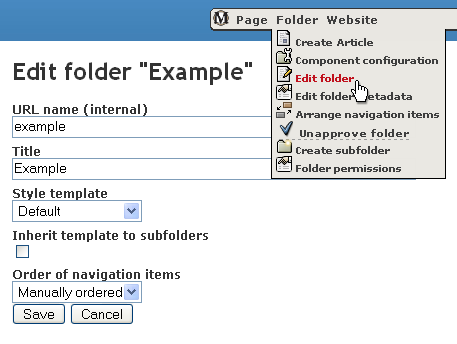 Page Folder Website
Create Article
Component configuration
Edit folder
Edit folder metadata
Arrange navigation items
Unapprove folder
Create subfolder
Folder permissions
Edit folder "Example"
URL name (internal)
example
Title
Example
Style template
Default
Inherit template to subfolders
Order of navigation items
Manually ordered
Save Cancel